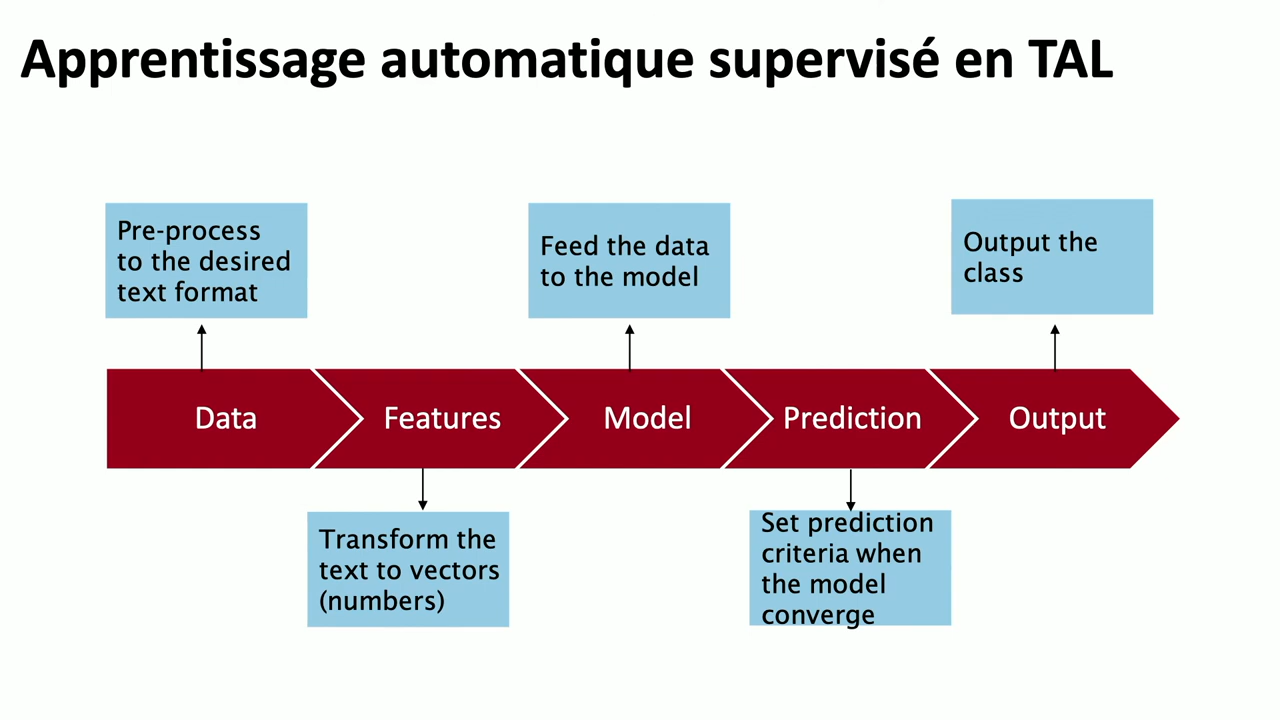 Apprentissage automatique supervisé en TAL
Pre-process
to the desired
text format
Feed the data
to the model
Output the
class
Data
Features
Model
Prediction
Output
Transform the
text to vectors
(numbers)
Set prediction
criteria when
the model
converge